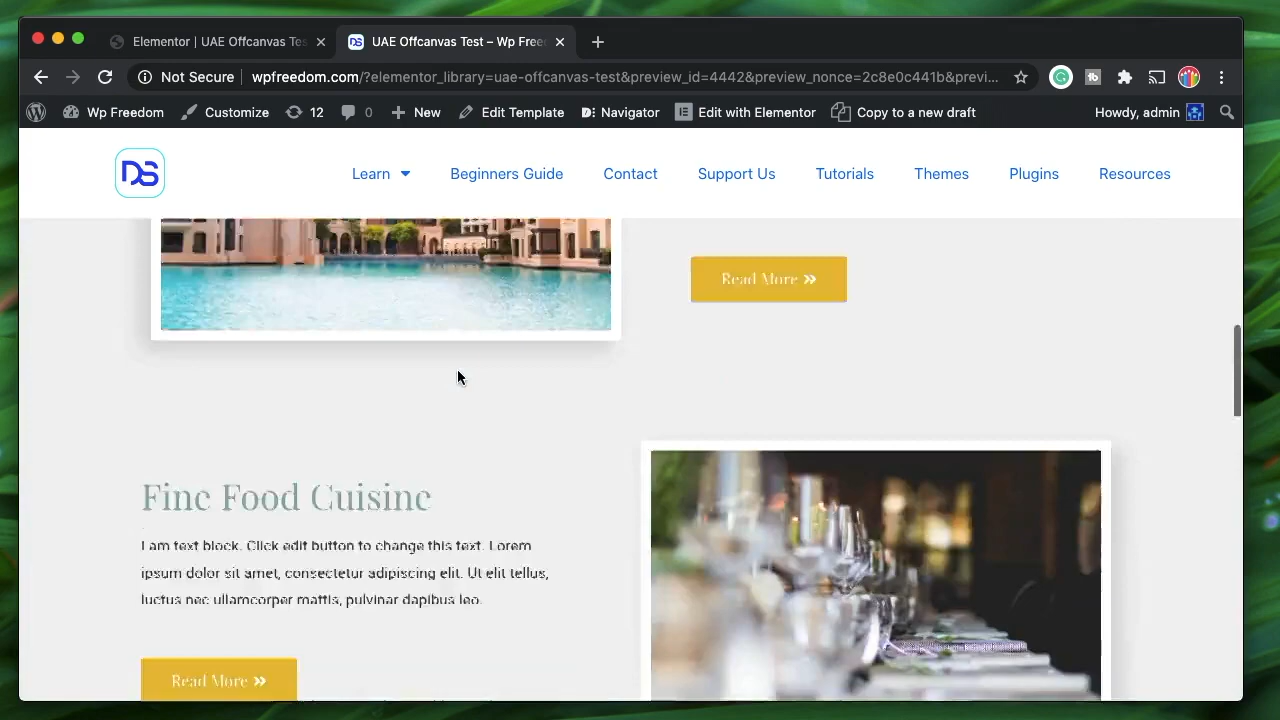 Elementor | UAE Offcanvas Tes
UAE Offcanvas Test – Wp Free
Not Secure
wpfreedom.com/?elementor_library=uae-offcanvas-test&preview_id=4442&preview_nonce=2c8e0c441b&previ...
Wp Freedom
Customize
12
0
New
Edit Template
Navigator
Edit with Elementor
Copy to a new draft
Howdy, admin
DS
Learn
Beginners Guide
Contact
Support Us
Tutorials
Themes
Plugins
Resources
Read More
Fine Food Cuisine
I am text block. Click edit button to change this text. Lorem
ipsum dolor sit amet, consectetur adipiscing elit. Ut elit tellus,
luctus nec ullamcorper mattis, pulvinar dapibus leo.
Read More